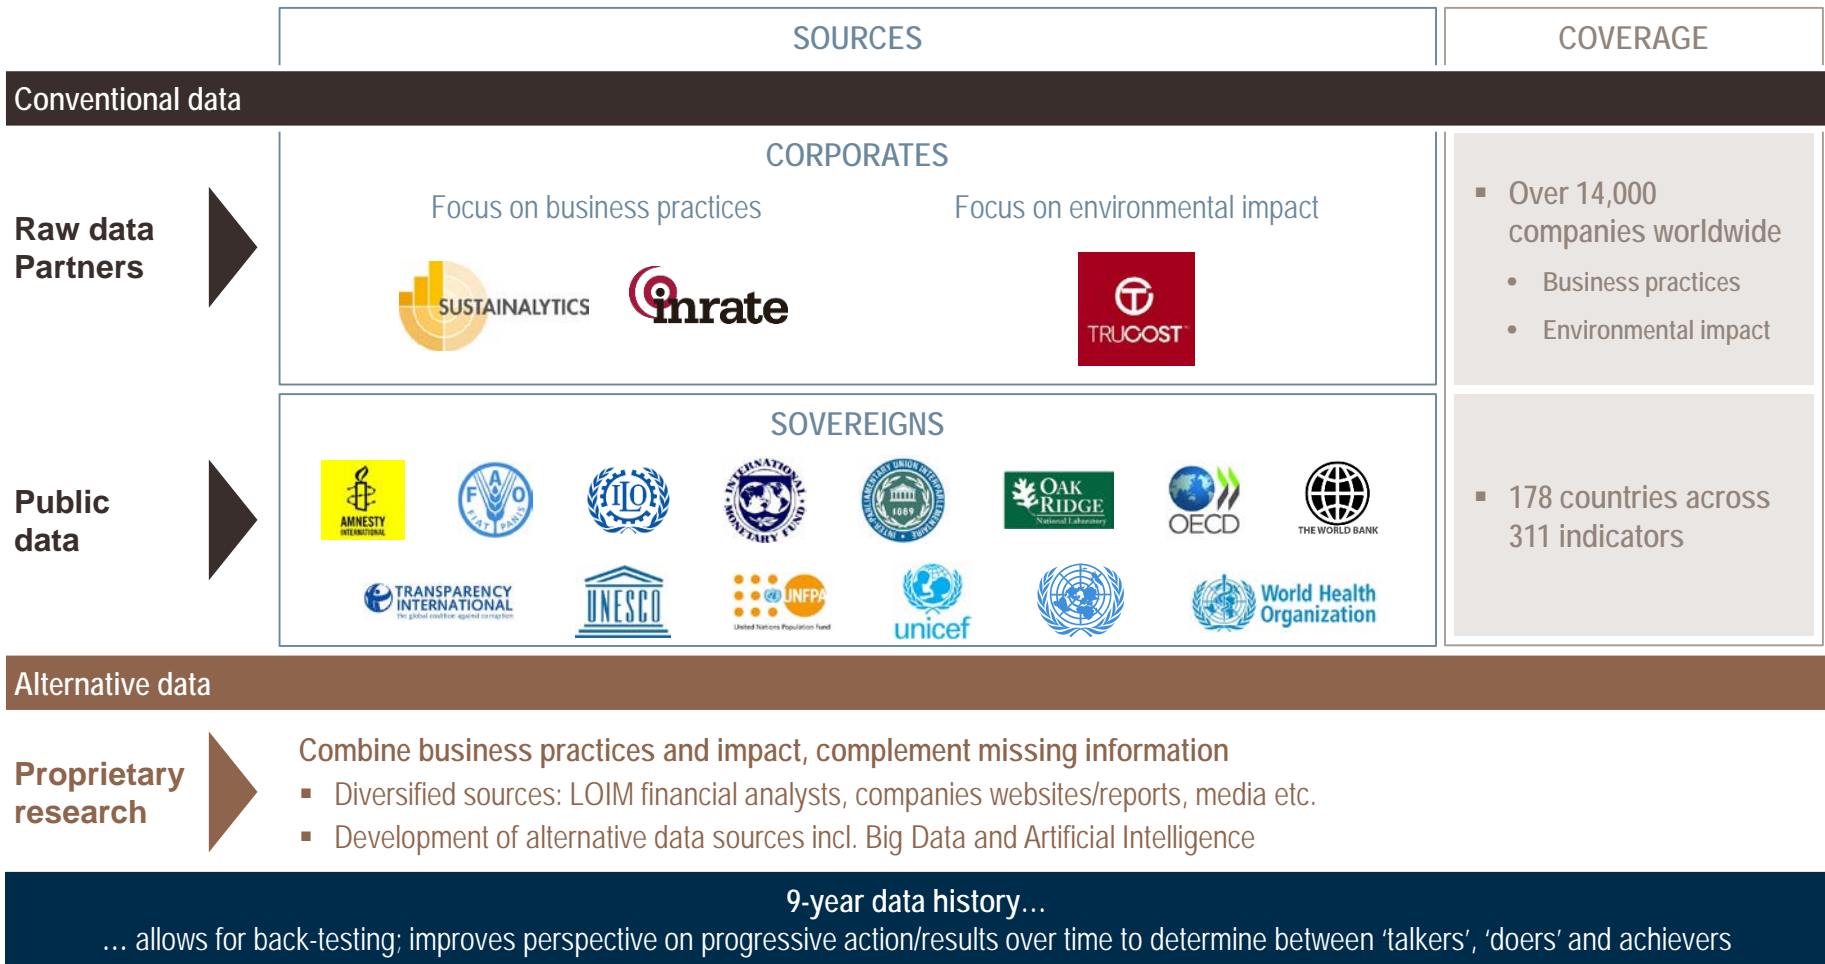 SOURCES
COVERAGE
Conventional data
CORPORATES
Raw data
Partners
Focus on business practices
Focus on environmental impact
SUSTAINALYTICS
inrate
TRUCOST™
▪ Over 14,000
companies worldwide
• Business practices
• Environmental impact
SOVEREIGNS
Public
data
AMNESTY
INTERNATIONAL
FAO
FIAT PANIS
ILO
INTERNATIONAL MONETARY FUND
INTER-PARLIAMENTARY UNION INTERPARLEMENTAIRE
1889
OAK
RIDGE
National Laboratory
OECD
THE WORLD BANK
TRANSPARENCY
INTERNATIONAL
the global coalition against corruption
UNESCO
UNFPA
United Nations Population Fund
unicef
World Health
Organization
▪ 178 countries across
311 indicators
Alternative data
Proprietary
research
Combine business practices and impact, complement missing information
▪ Diversified sources: LOIM financial analysts, companies websites/reports, media etc.
▪ Development of alternative data sources incl. Big Data and Artificial Intelligence
9-year data history…
… allows for back-testing; improves perspective on progressive action/results over time to determine between ‘talkers’, ‘doers’ and achievers